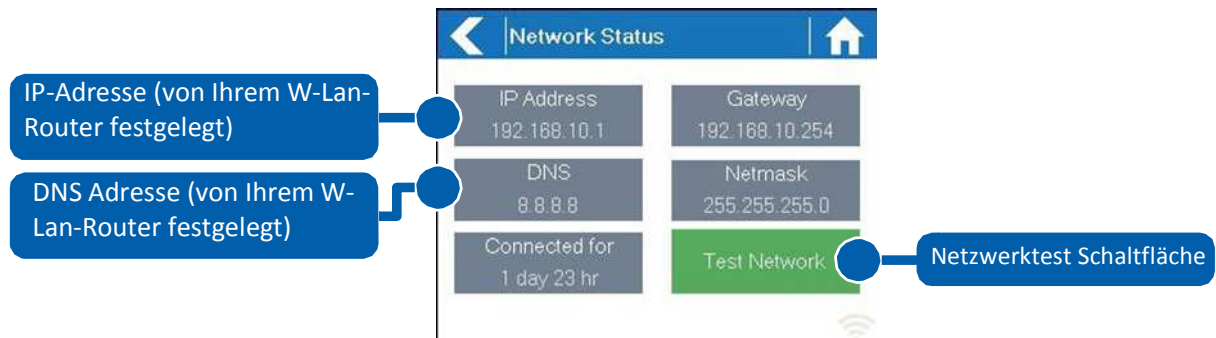 Network Status
IP-Adresse (von Ihrem W-Lan-
Router festgelegt)
IP Address
192.168.10.1
Gateway
192.168.10.254
DNS Adresse (von Ihrem W-
Lan-Router festgelegt)
DNS
8.8.8.8
Netmask
255.255.255.0
Connected for
1 day 23 hr
Test Network
Netzwerktest Schaltfläche